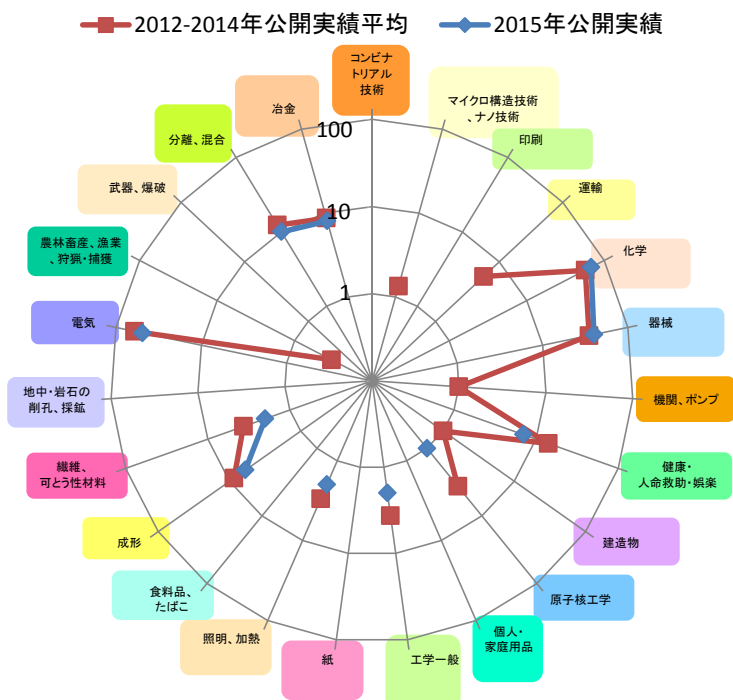 2012-2014年公開実績平均
2015年公開実績
コンビナ
トリアル
技術
マイクロ構造技術
、ナノ技術
印刷
運輸
化学
器械
機関、ポンプ
健康・
人命救助・娯楽
建造物
原子核工学
個人・
家庭用品
工学一般
紙
照明、加熱
食料品、
たばこ
成形
繊維、
可とう性材料
地中・岩石の
削孔、採鉱
電気
農林畜産、漁業
、狩猟・捕獲
武器、爆破
分離、混合
冶金
100
10
1